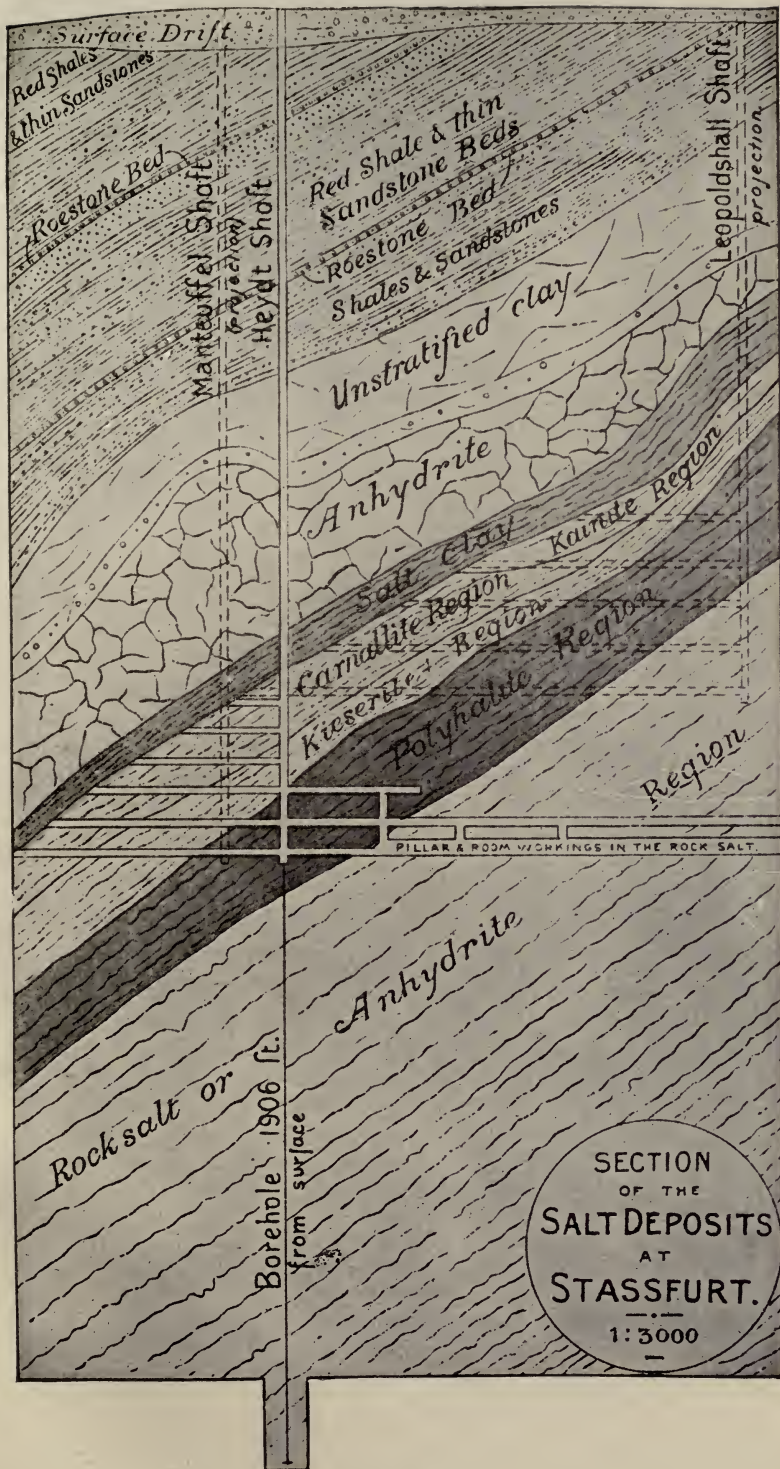 Surface Drift.
Red Shales
& thin Sandstones
Roestone Bed
Manteuffel Shaft
(projection)
Heydt Shaft
Red Shale & thin
Sandstone Beds
Roestone Bed
Shales & Sandstones
Leopoldshall Shaft
projection
Unstratified clay
Anhydrite
Salt Clay
Carnallite Region
Kainite Region
Kieserite Region
Polyhalite Region
Region
PILLAR & ROOM WORKINGS IN THE ROCK SALT.
Anhydrite
Rocksalt or
Borehole 1906 ft.
from surface
SECTION
OF THE
SALT DEPOSITS
AT
STASSFURT.
1:3000